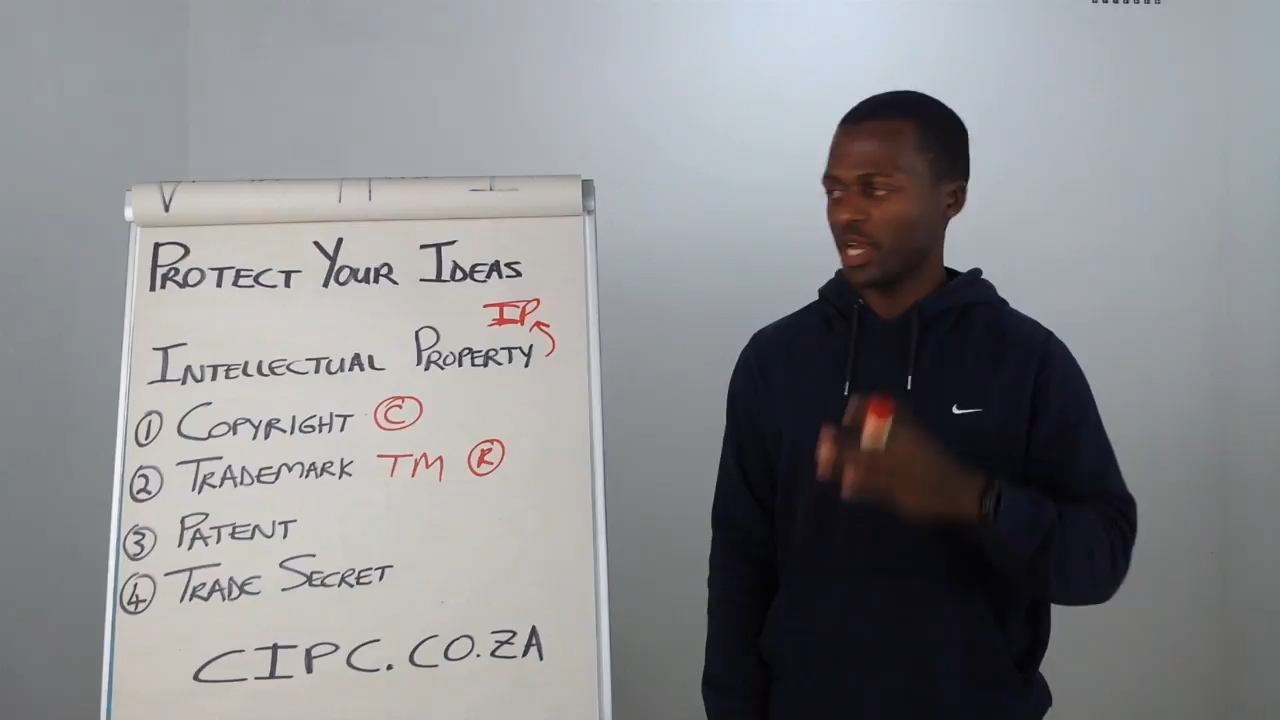 PROTECT YOUR IDEAS
IP
INTELLECTUAL PROPERTY
1 COPYRIGHT ©
2 TRADEMARK TM ®
3 PATENT
4 TRADE SECRET
CIPC.CO.ZA